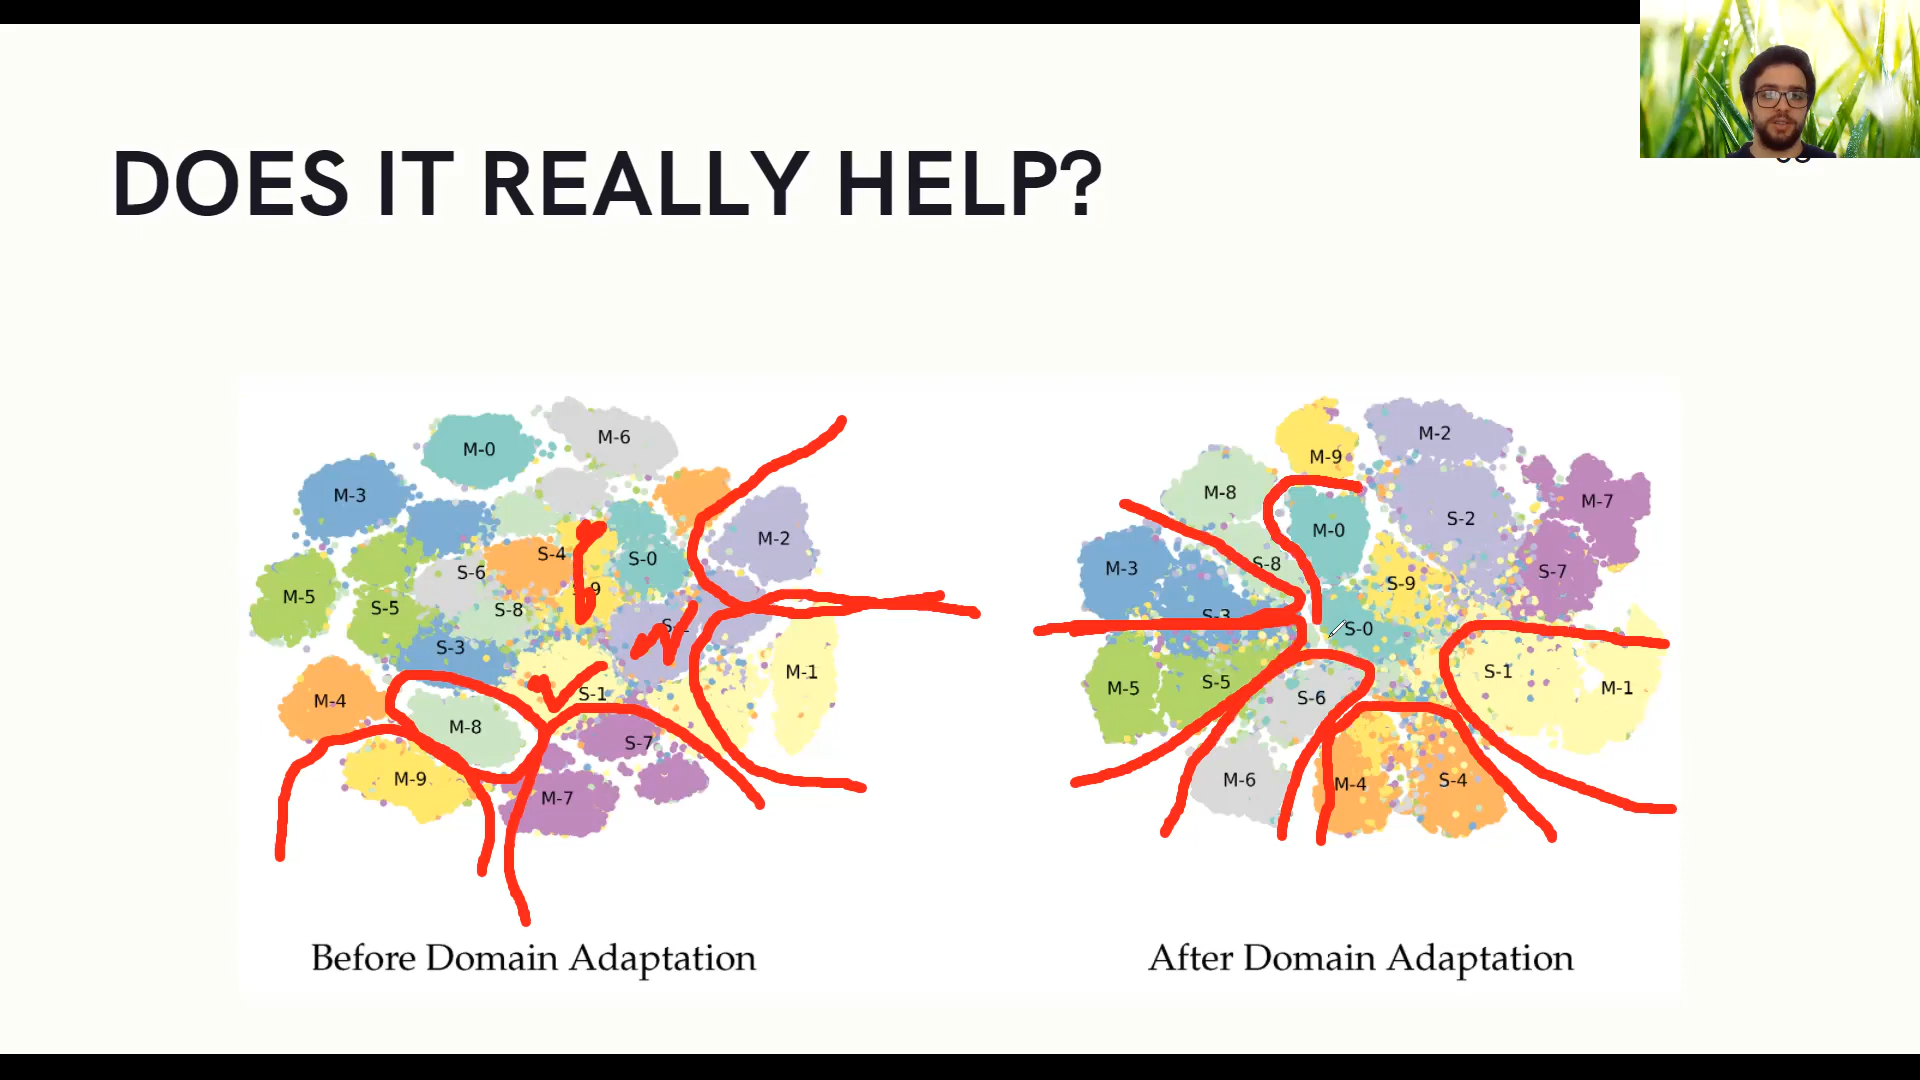 DOES IT REALLY HELP?
M-0
M-6
M-3
M-2
S-4
S-0
S-6
9
M-5
S-5
S-8
S-3
M-1
M-4
S-1
M-8
S-7
M-9
M-7
Before Domain Adaptation
M-2
M-9
M-8
M-7
S-2
M-0
M-3
S-8
S-7
S-9
S-3
S-0
S-1
M-5
S-5
M-1
S-6
M-6
M-4
S-4
After Domain Adaptation